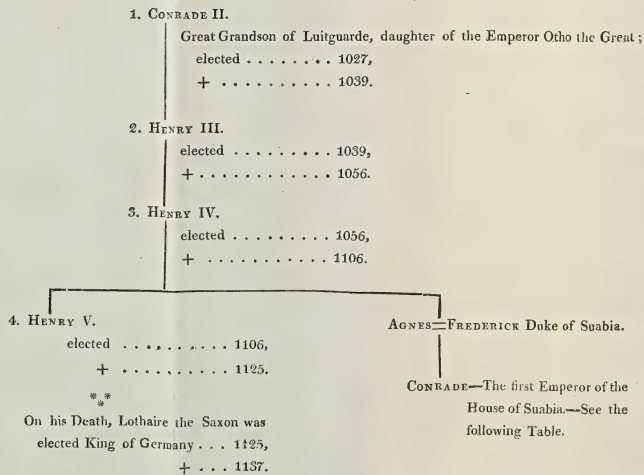 1. CONRADE II.
Great Grandson of Luitguarde, daughter of the Emperor Otho the Great;
elected . . . . . . . . 1027,
+ . . . . . . . . . . 1039.
2. HENRY III.
elected . . . . . . . . . 1039,
+ . . . . . . . . . . . . 1056.
3. HENRY IV.
elected . . . . . . . . . 1056,
+ . . . . . . . . . . . 1106.
4. HENRY V.
elected . . . . . . . . . 1106,
+ . . . . . . . . . . 1125.
***
On his Death, Lothaire the Saxon was
elected King of Germany . . . 1125,
+ . . . 1137.
AGNES=FREDERICK Duke of Suabia.
CONRADE—The first Emperor of the
House of Suabia.—See the
following Table.